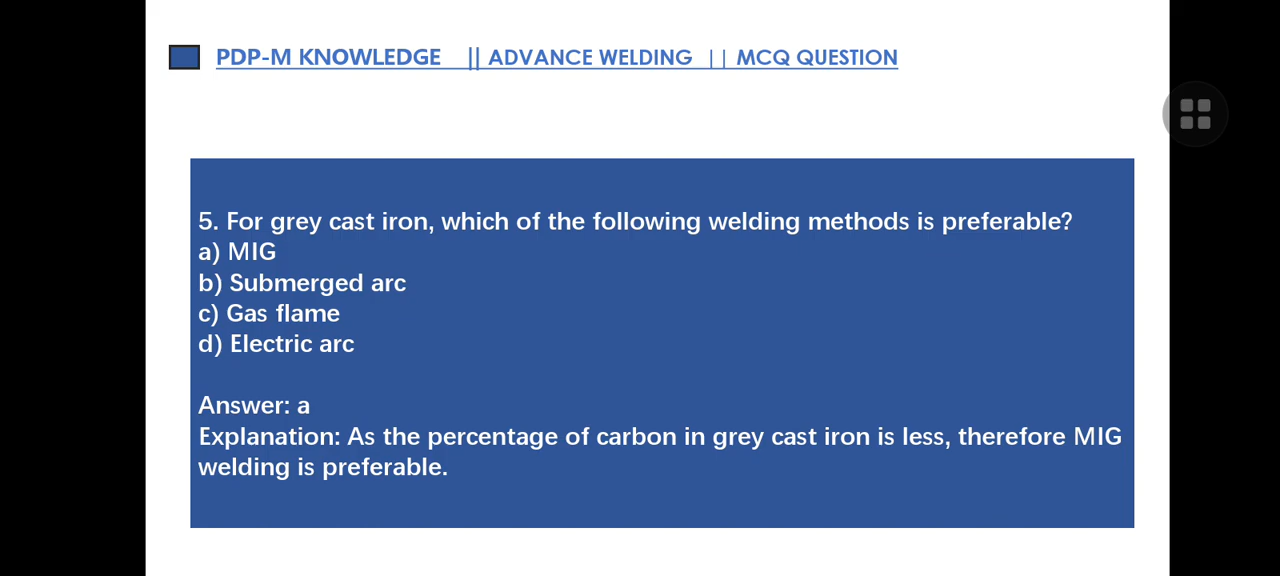 PDP-M KNOWLEDGE || ADVANCE WELDING || MCQ QUESTION
5. For grey cast iron, which of the following welding methods is preferable?
a) MIG
b) Submerged arc
c) Gas flame
d) Electric arc
Answer: a
Explanation: As the percentage of carbon in grey cast iron is less, therefore MIG
welding is preferable.